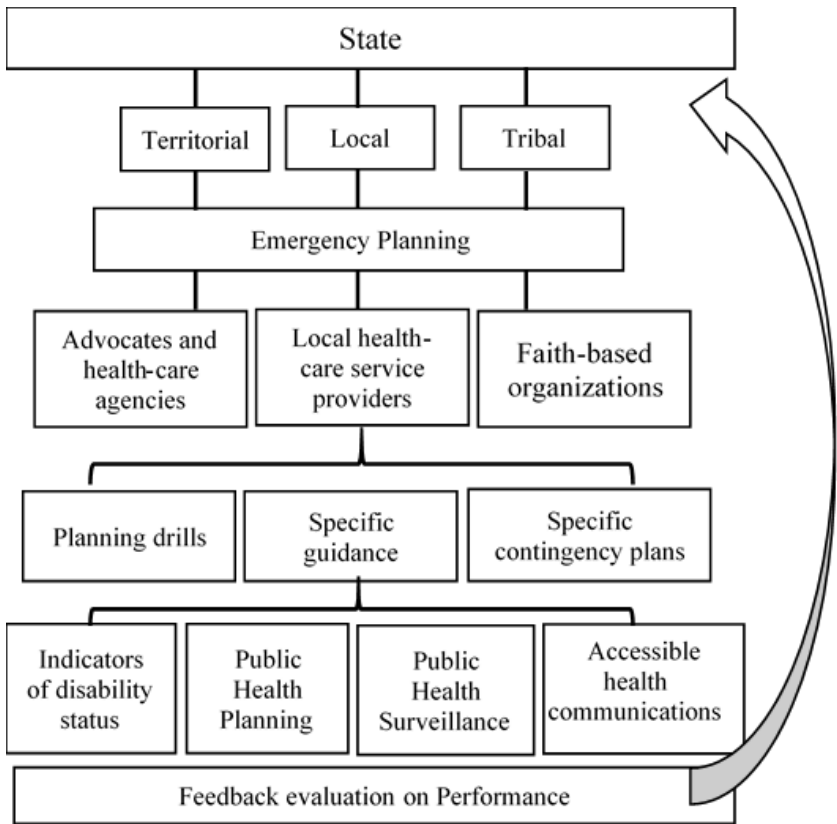 State
Territorial
Local
Tribal
Emergency Planning
Advocates and
health-care
agencies
Local health-
care service
providers
Faith-based
organizations
Planning drills
Specific
guidance
Specific
contingency plans
Indicators
of disability
status
Public
Health
Planning
Public
Health
Surveillance
Accessible
health
communications
Feedback evaluation on Performance